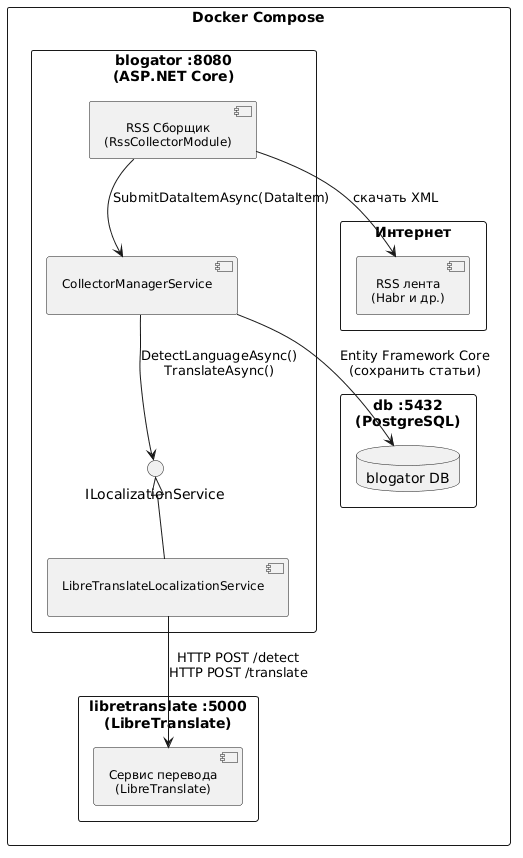 Docker Compose
blogator :8080
(ASP.NET Core)
RSS Сборщик
(RssCollectorModule)
SubmitDataItemAsync(DataItem)
скачать XML
Интернет
RSS лента
(Habr и др.)
CollectorManagerService
DetectLanguageAsync()
TranslateAsync()
Entity Framework Core
(сохранить статьи)
db :5432
(PostgreSQL)
blogator DB
ILocalizationService
LibreTranslateLocalizationService
HTTP POST /detect
HTTP POST /translate
libretranslate :5000
(LibreTranslate)
Сервис перевода
(LibreTranslate)